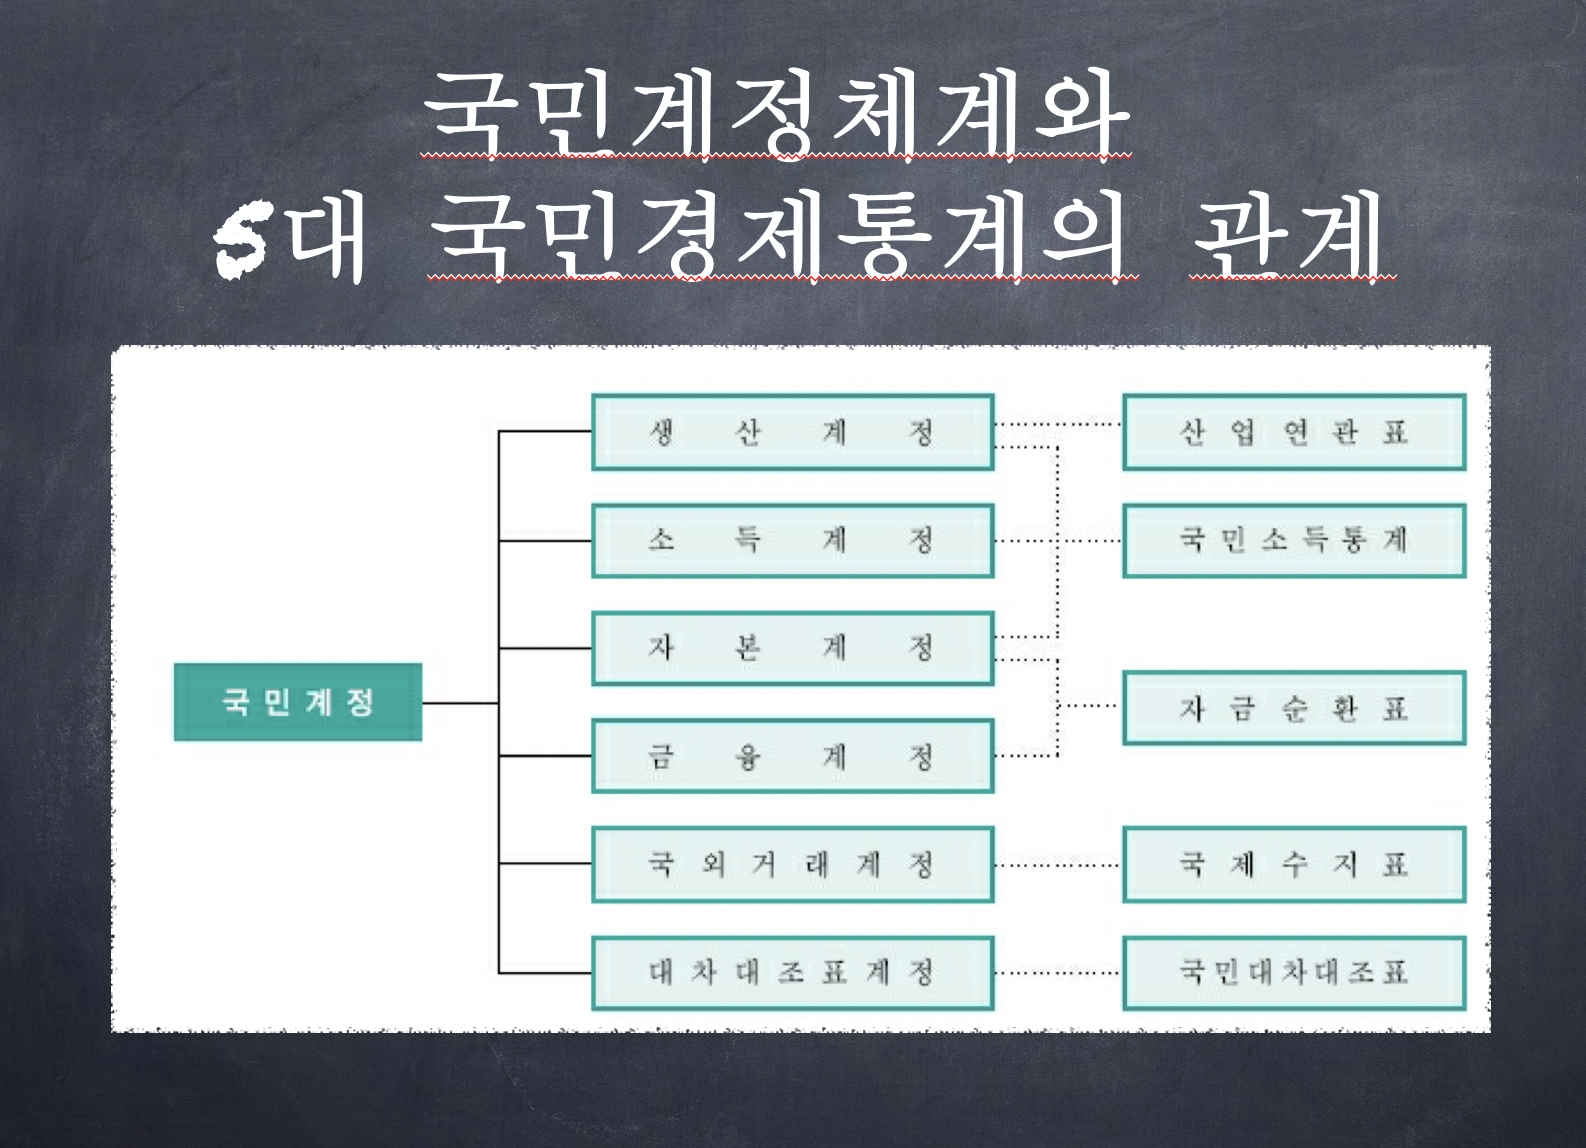 국민계정체계와
5대 국민경제통계의 관계
생산계정
산업연관표
소득계정
국민소득통계
자본계정
국민계정
자금순환표
금융계정
국외거래계정
국제수지표
대차대조표계정
국민대차대조표